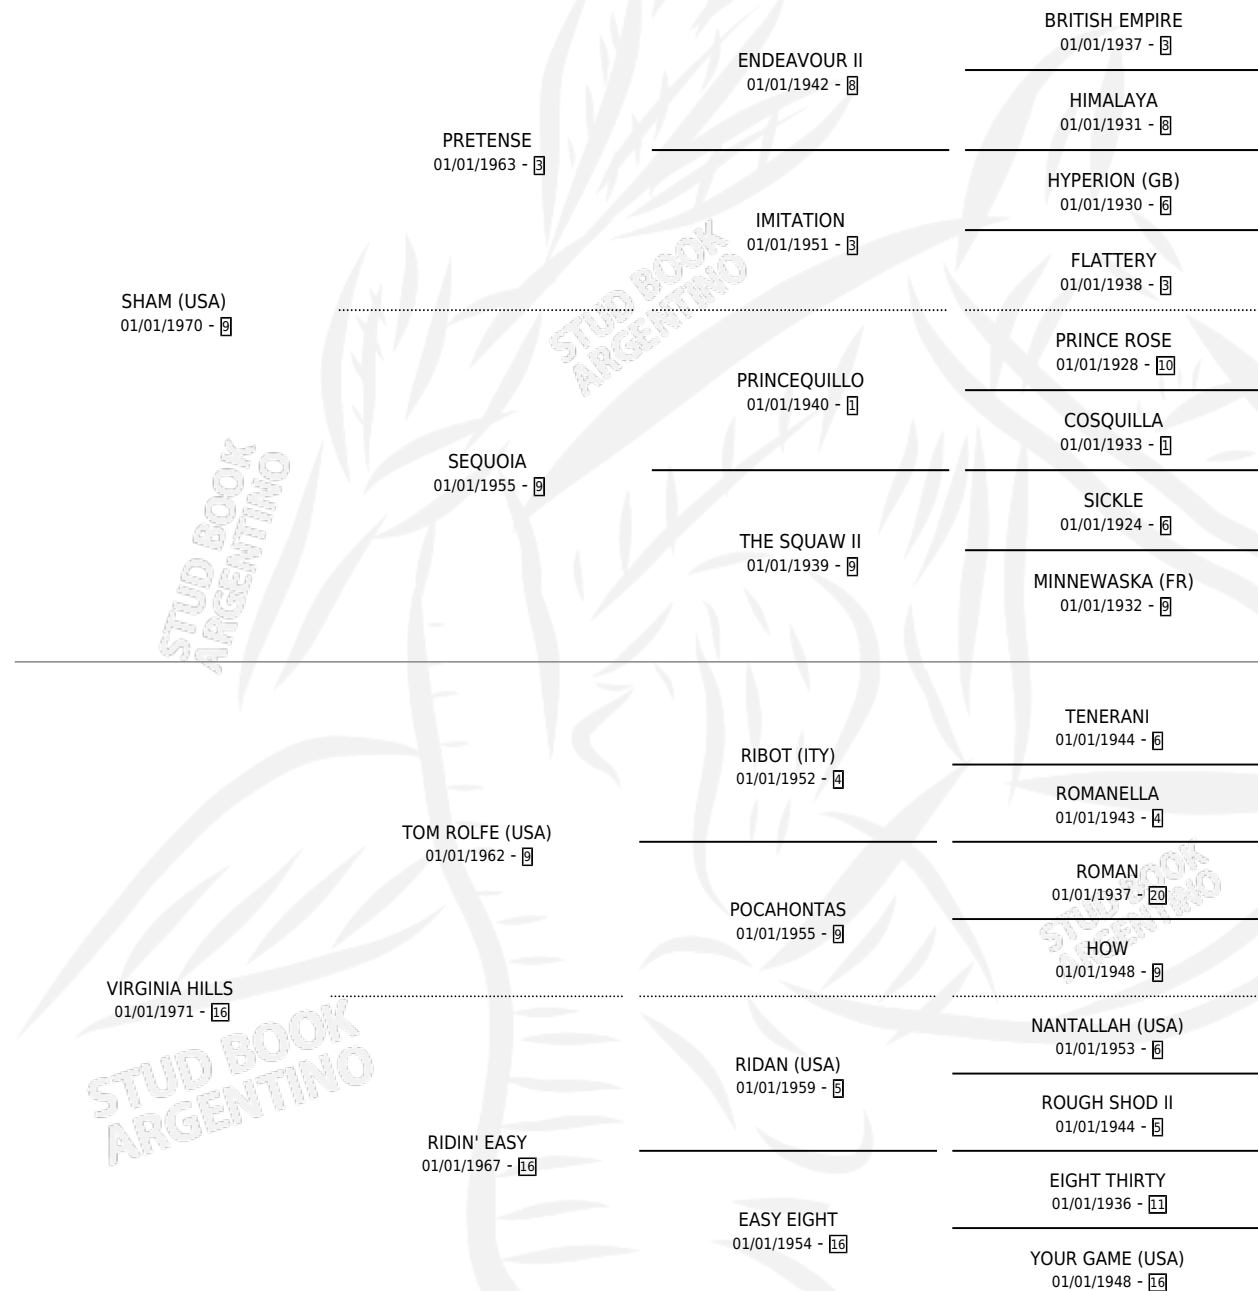 BRITISH EMPIRE
01/01/1937 - 3
ENDEAVOUR II
01/01/1942 - 8
HIMALAYA
01/01/1931 - 8
PRETENSE
01/01/1963 - 3
HYPERION (GB)
01/01/1930 - 6
IMITATION
01/01/1951 - 3
FLATTERY
01/01/1938 - 3
SHAM (USA)
01/01/1970 - 9
STUD BOOK
ARGENTINO
PRINCE ROSE
01/01/1928 - 10
PRINCEQUILLO
01/01/1940 - 1
COSQUILLA
01/01/1933 - 1
SEQUOIA
01/01/1955 - 9
SICKLE
01/01/1924 - 6
THE SQUAW II
01/01/1939 - 9
MINNEWASKA (FR)
01/01/1932 - 9
STUD BOOK
ARGENTINO
TENERANI
01/01/1944 - 6
RIBOT (ITY)
01/01/1952 - 4
ROMANELLA
01/01/1943 - 4
TOM ROLFE (USA)
01/01/1962 - 9
ROMAN
01/01/1937 - 20
POCAHONTAS
01/01/1955 - 9
HOW
01/01/1948 - 9
STUD BOOK
ARGENTINO
VIRGINIA HILLS
01/01/1971 - 16
NANTALLAH (USA)
01/01/1953 - 6
RIDAN (USA)
01/01/1959 - 5
ROUGH SHOD II
01/01/1944 - 5
STUD BOOK
ARGENTINO
RIDIN' EASY
01/01/1967 - 16
EIGHT THIRTY
01/01/1936 - 11
EASY EIGHT
01/01/1954 - 16
YOUR GAME (USA)
01/01/1948 - 16